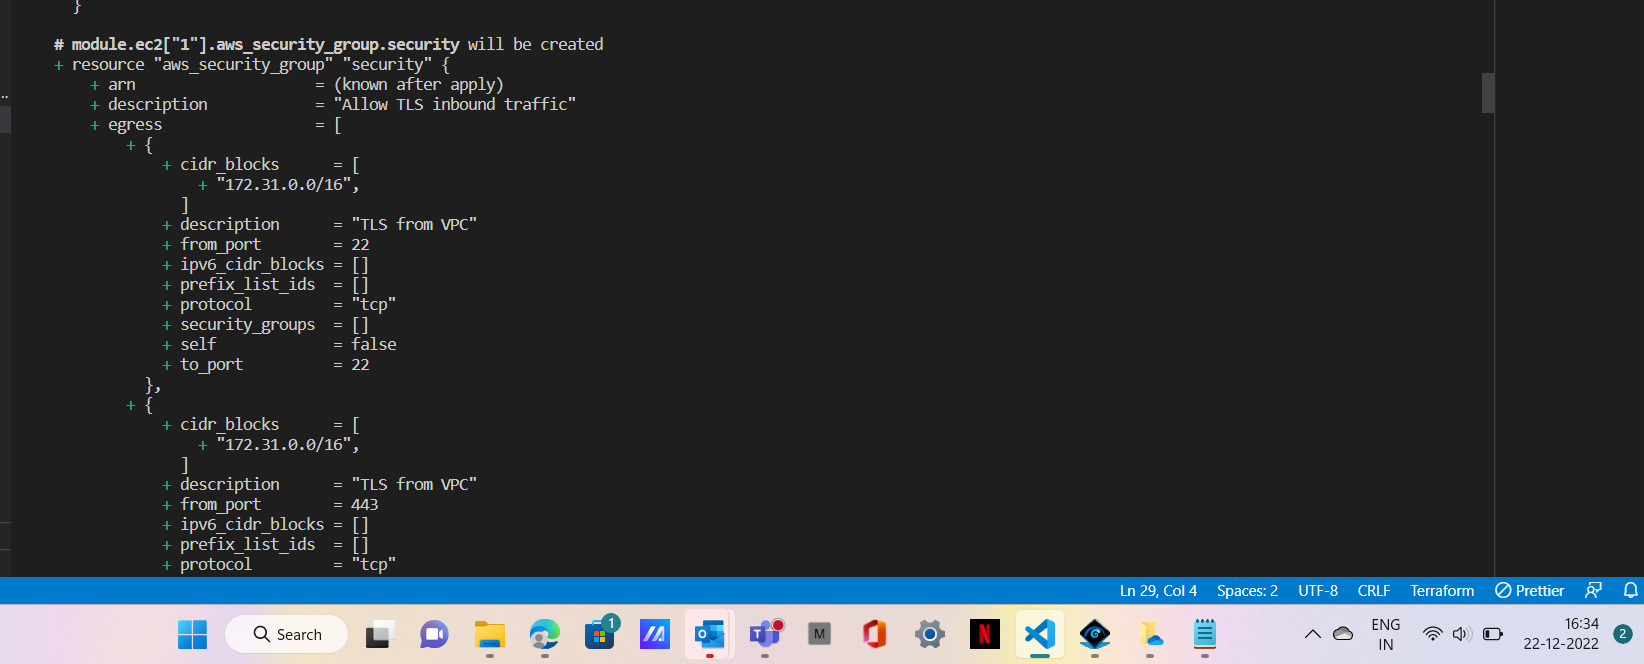 }
# module.ec2["1"].aws_security_group.security will be created
+ resource "aws_security_group" "security" {
+ arn = (known after apply)
+ description = "Allow TLS inbound traffic"
+ egress = [
+ {
+ cidr_blocks = [
+ "172.31.0.0/16",
]
+ description = "TLS from VPC"
+ from_port = 22
+ ipv6_cidr_blocks = []
+ prefix_list_ids = []
+ protocol = "tcp"
+ security_groups = []
+ self = false
+ to_port = 22
},
+ {
+ cidr_blocks = [
+ "172.31.0.0/16",
]
+ description = "TLS from VPC"
+ from_port = 443
+ ipv6_cidr_blocks = []
+ prefix_list_ids = []
+ protocol = "tcp"
Ln 29, Col 4 Spaces: 2 UTF-8 CRLF Terraform Prettier
Search 1 M N ENG 16:34 2
IN 22-12-2022